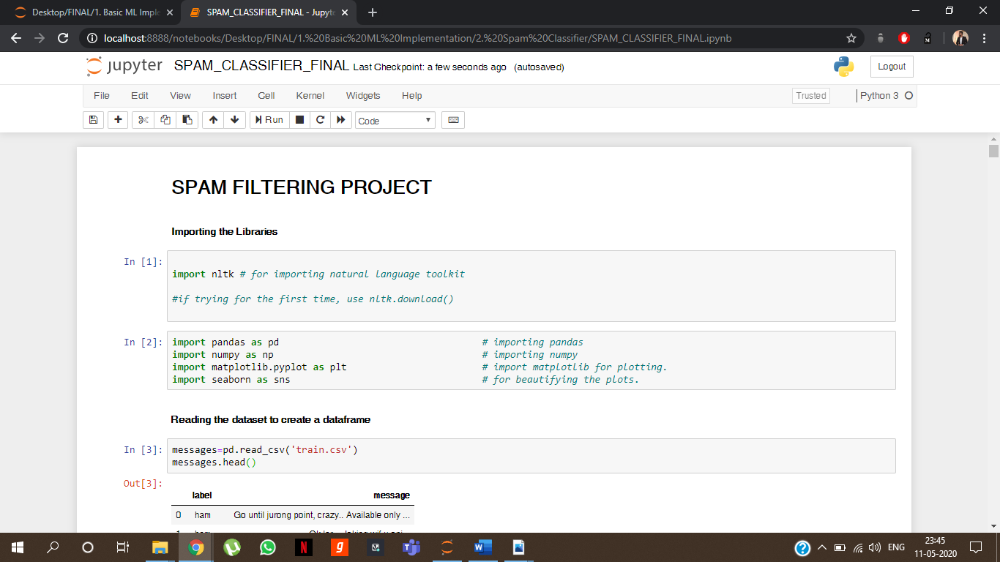 Desktop/FINAL/1. Basic ML Imple
SPAM_CLASSIFIER_FINAL - Jupyte
localhost:8888/notebooks/Desktop/FINAL/1.%20Basic%20ML%20Implementation/2.%20Spam%20Classifier/SPAM_CLASSIFIER_FINAL.ipynb
jupyter SPAM_CLASSIFIER_FINAL Last Checkpoint: a few seconds ago (autosaved)
Logout
File Edit View Insert Cell Kernel Widgets Help
Trusted
Python 3
Run
Code
SPAM FILTERING PROJECT
Importing the Libraries
In [1]:
import nltk # for importing natural language toolkit
#if trying for the first time, use nltk.download()
In [2]: import pandas as pd # importing pandas
import numpy as np # importing numpy
import matplotlib.pyplot as plt # import matplotlib for plotting.
import seaborn as sns # for beautifying the plots.
Reading the dataset to create a dataframe
In [3]: messages=pd.read_csv('train.csv')
messages.head()
Out[3]:
label message
0 ham Go until jurong point, crazy.. Available only ...
ENG
23:45
11-05-2020